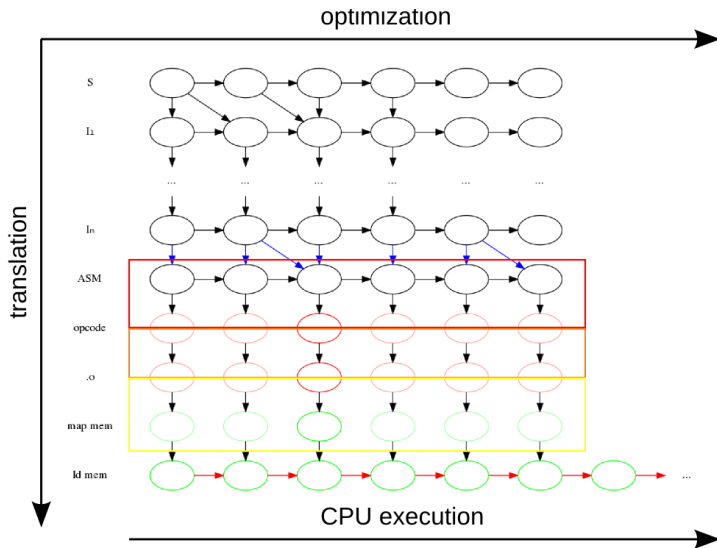 optimization
translation
S
I₁
... ... ... ... ... ...
Iₙ
ASM
opcode
.o
map mem
ld mem
...
CPU execution